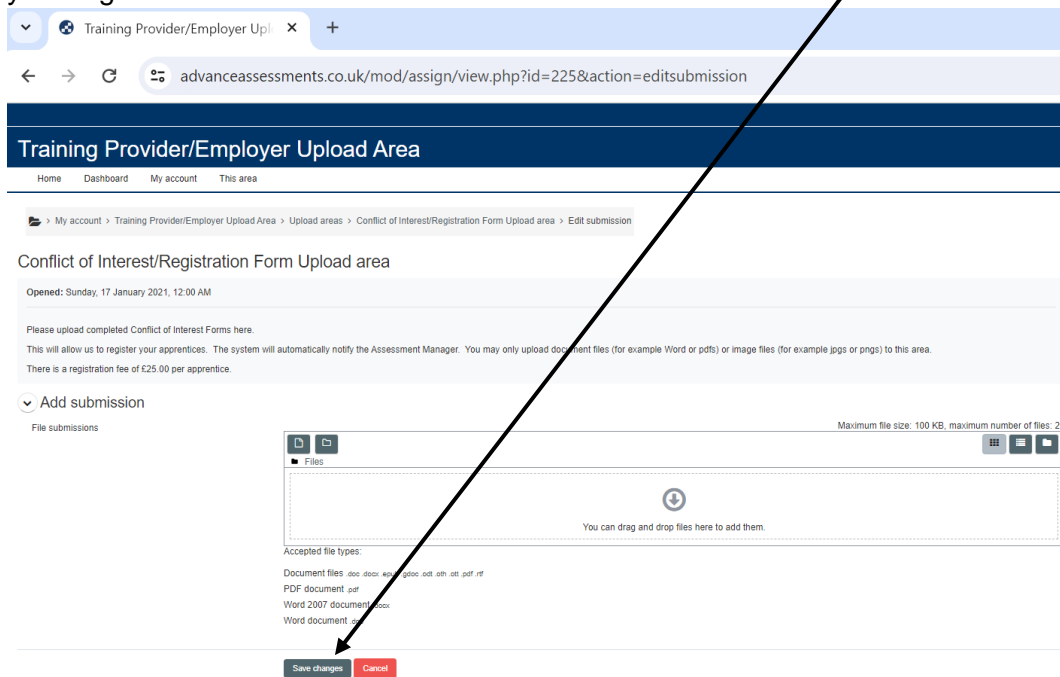 Training Provider/Employer Upl
advanceassessments.co.uk/mod/assign/view.php?id=225&action=editsubmission
Training Provider/Employer Upload Area
Home Dashboard My account This area
> My account > Training Provider/Employer Upload Area > Upload areas > Conflict of Interest/Registration Form Upload area > Edit submission
Conflict of Interest/Registration Form Upload area
Opened: Sunday, 17 January 2021, 12:00 AM
Please upload completed Conflict of Interest Forms here.
This will allow us to register your apprentices. The system will automatically notify the Assessment Manager. You may only upload document files (for example Word or pdfs) or image files (for example jpgs or pngs) to this area.
There is a registration fee of £25.00 per apprentice.
Add submission
File submissions
Maximum file size: 100 KB, maximum number of files: 2
Files
You can drag and drop files here to add them.
Accepted file types:
Document files .doc .docx .epub .gdoc .odt .oth .ott .pdf .rtf
PDF document .pdf
Word 2007 document .docx
Word document .doc
Save changes Cancel